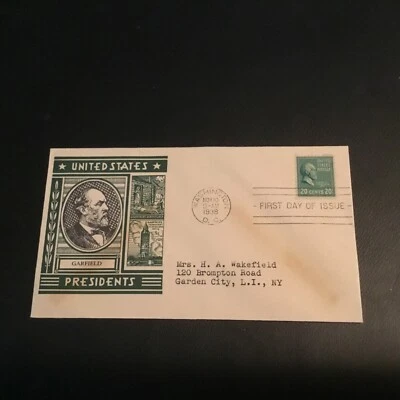 UNITED STATES
GARFIELD
PRESIDENTS
WASHINGTON
1938
D. C.
FIRST DAY OF ISSUE
20 CENTS 20
Mrs. H. A. Wakefield
120 Brompton Road
Garden City, L.I., NY